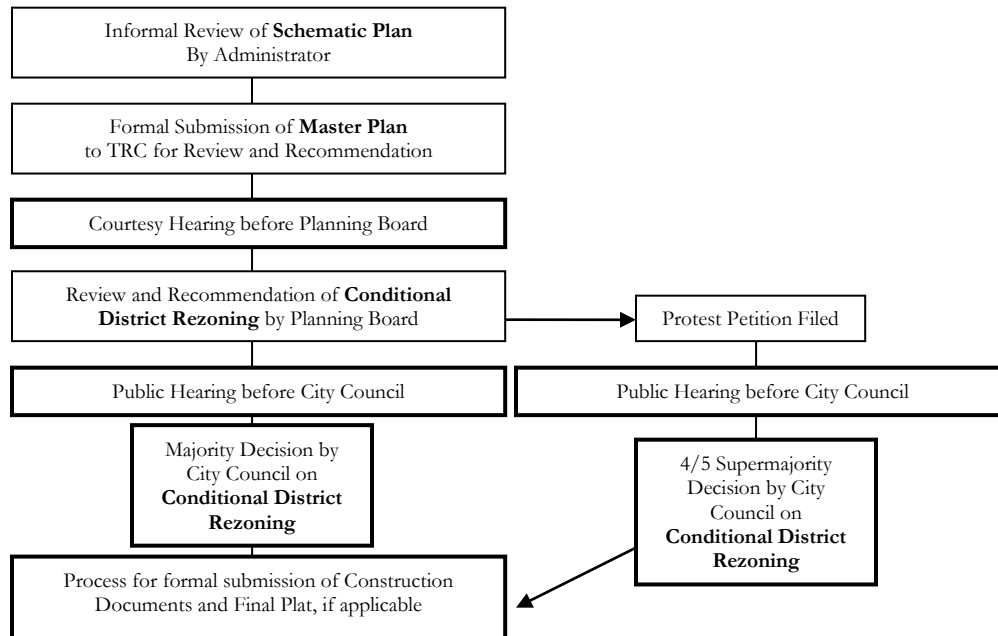 Informal Review of Schematic Plan
By Administrator
Formal Submission of Master Plan
to TRC for Review and Recommendation
Courtesy Hearing before Planning Board
Review and Recommendation of Conditional
District Rezoning by Planning Board
Protest Petition Filed
Public Hearing before City Council
Public Hearing before City Council
Majority Decision by
City Council on
Conditional District
Rezoning
4/5 Supermajority
Decision by City
Council on
Conditional District
Rezoning
Process for formal submission of Construction
Documents and Final Plat, if applicable